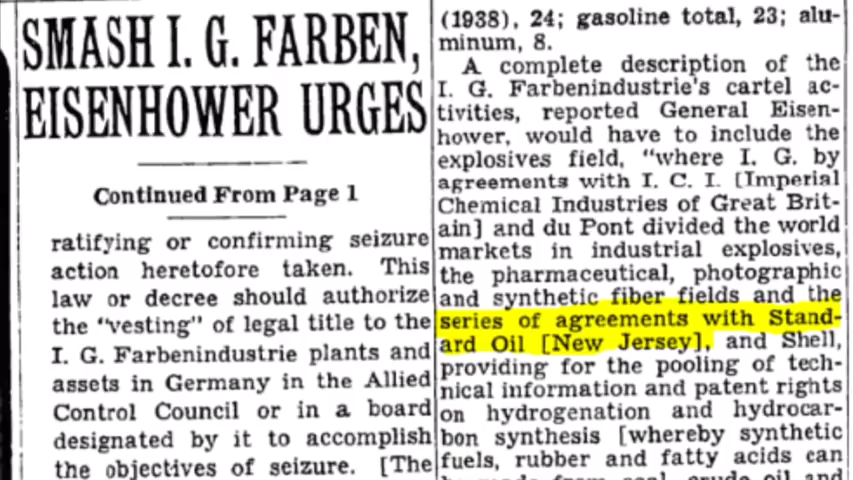 SMASH I. G. FARBEN,
EISENHOWER URGES
Continued From Page 1
ratifying or confirming seizure
action heretofore taken. This
law or decree should authorize
the "vesting" of legal title to the
I. G. Farbenindustrie plants and
assets in Germany in the Allied
Control Council or in a board
designated by it to accomplish
the objectives of seizure. [The
(1938), 24; gasoline total, 23; alu-
minum, 8.
A complete description of the
I. G. Farbenindustrie's cartel ac-
tivities, reported General Eisen-
hower, would have to include the
explosives field, "where I. G. by
agreements with I. C. I. [Imperial
Chemical Industries of Great Brit-
ain] and du Pont divided the world
markets in industrial explosives,
the pharmaceutical, photographic
and synthetic fiber fields and the
series of agreements with Stand-
ard Oil [New Jersey], and Shell,
providing for the pooling of tech-
nical information and patent rights
on hydrogenation and hydrocar-
bon synthesis [whereby synthetic
fuels, rubber and fatty acids can